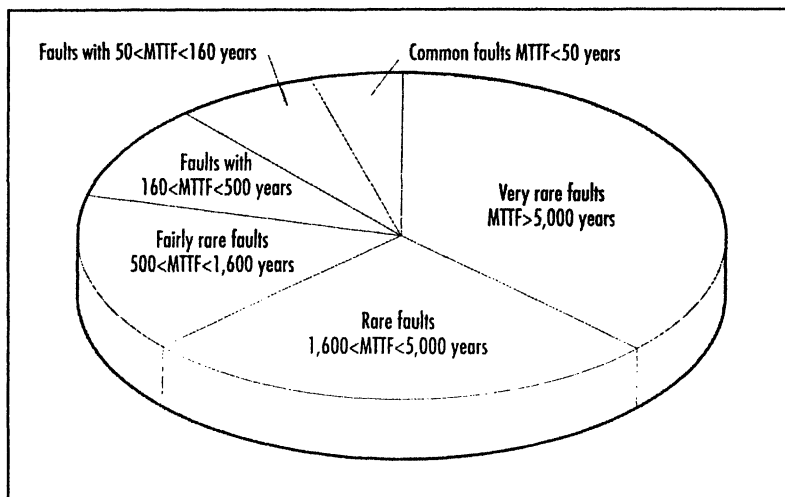 Faults with 50<MTTF<160 years
Common faults MTTF<50 years
Faults with
160<MTTF<500 years
Very rare faults
MTTF>5,000 years
Fairly rare faults
500<MTTF<1,600 years
Rare faults
1,600<MTTF<5,000 years